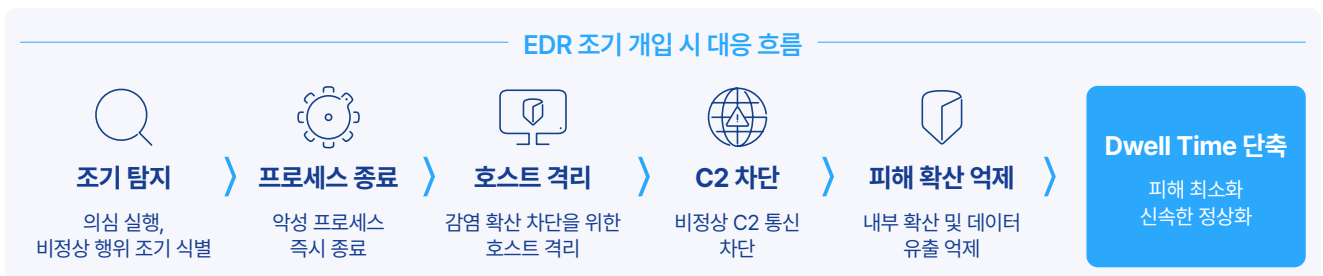 EDR 조기 개입 시 대응 흐름
조기 탐지
의심 실행,
비정상 행위 조기 식별
프로세스 종료
악성 프로세스
즉시 종료
호스트 격리
감염 확산 차단을 위한
호스트 격리
C2 차단
비정상 C2 통신
차단
피해 확산 억제
내부 확산 및 데이터
유출 억제
Dwell Time 단축
피해 최소화
신속한 정상화